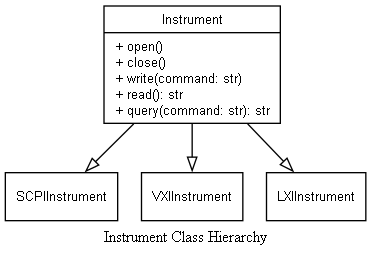 Instrument
+ open()
+ close()
+ write(command: str)
+ read(): str
+ query(command: str): str
SCPIInstrument
VXIInstrument
LXIInstrument
Instrument Class Hierarchy